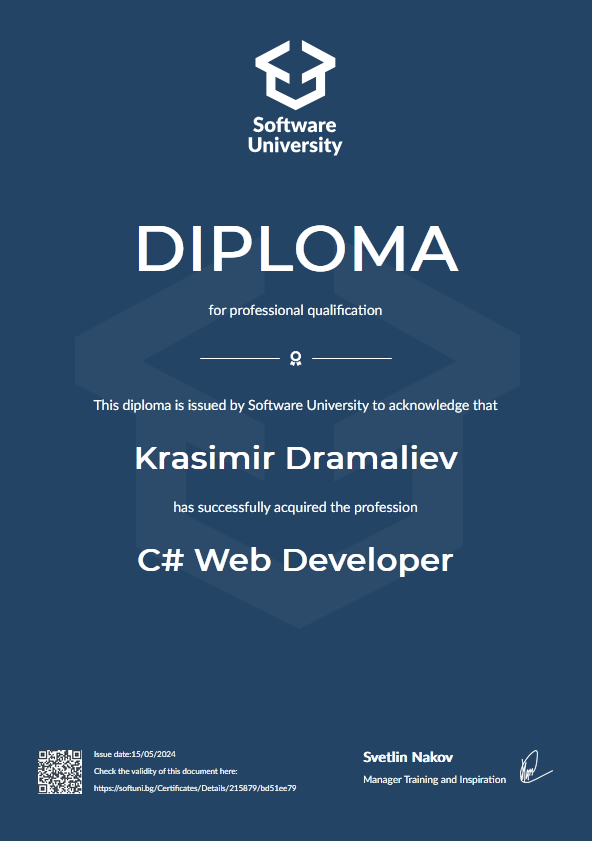 Software
University
DIPLOMA
for professional qualification
This diploma is issued by Software University to acknowledge that
Krasimir Dramaliev
has successfully acquired the profession
C# Web Developer
Issue date:15/05/2024
Check the validity of this document here:
https://softuni.bg/Certificates/Details/215879/bd51ee79
Svetlin Nakov
Manager Training and Inspiration